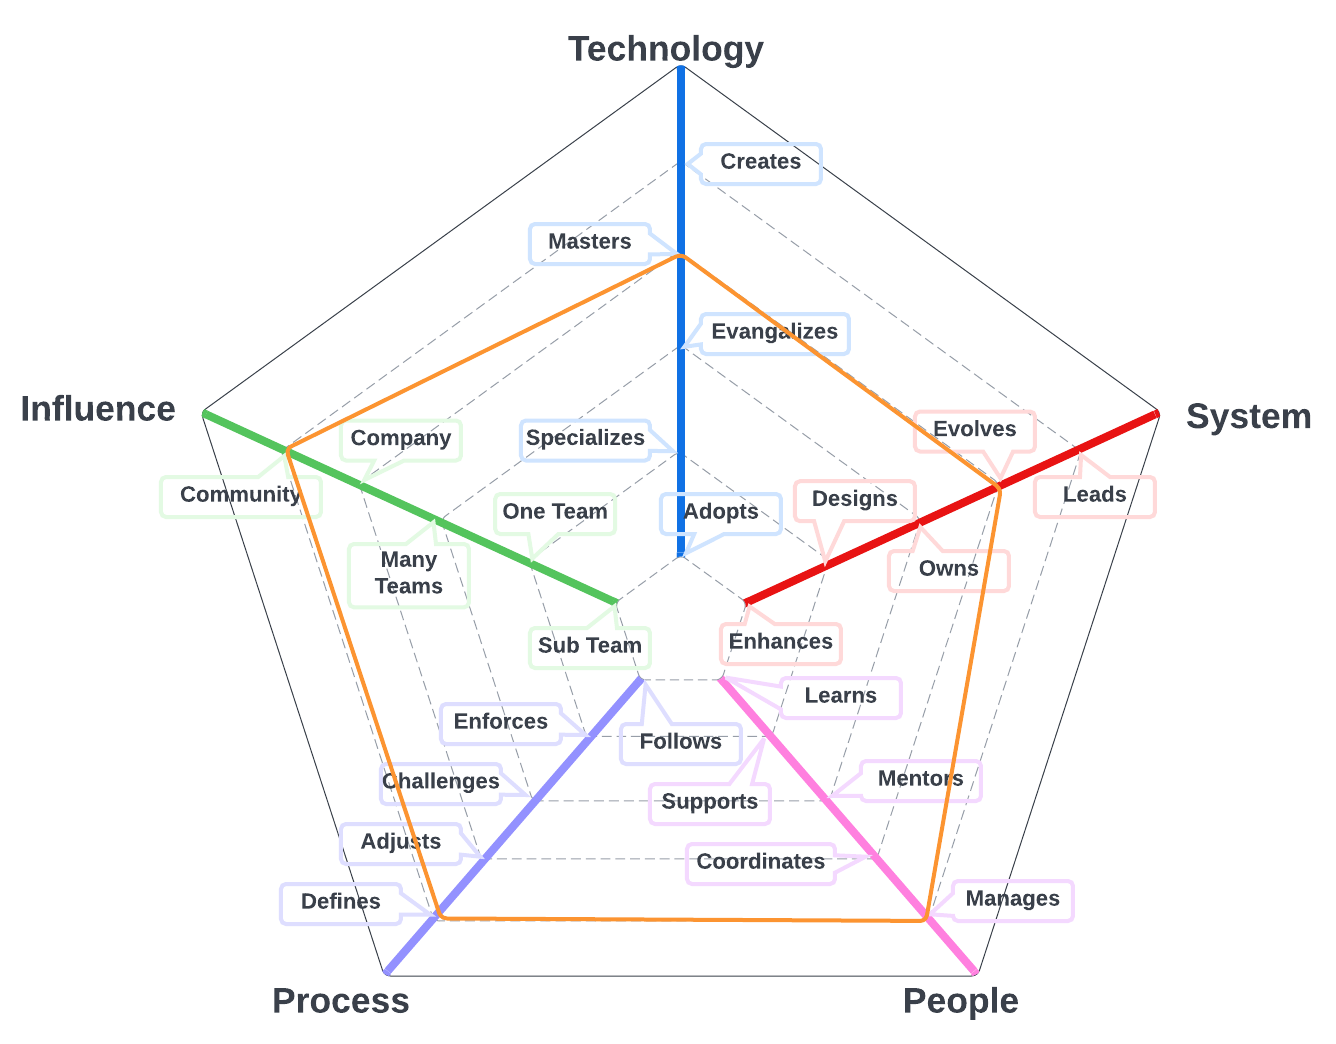 Technology
Creates
Masters
Evangalizes
Influence
System
Company
Specializes
Evolves
Community
Leads
One Team
Adopts
Designs
Many
Teams
Owns
Sub Team
Enhances
Learns
Enforces
Follows
Challenges
Mentors
Supports
Adjusts
Coordinates
Defines
Manages
Process
People